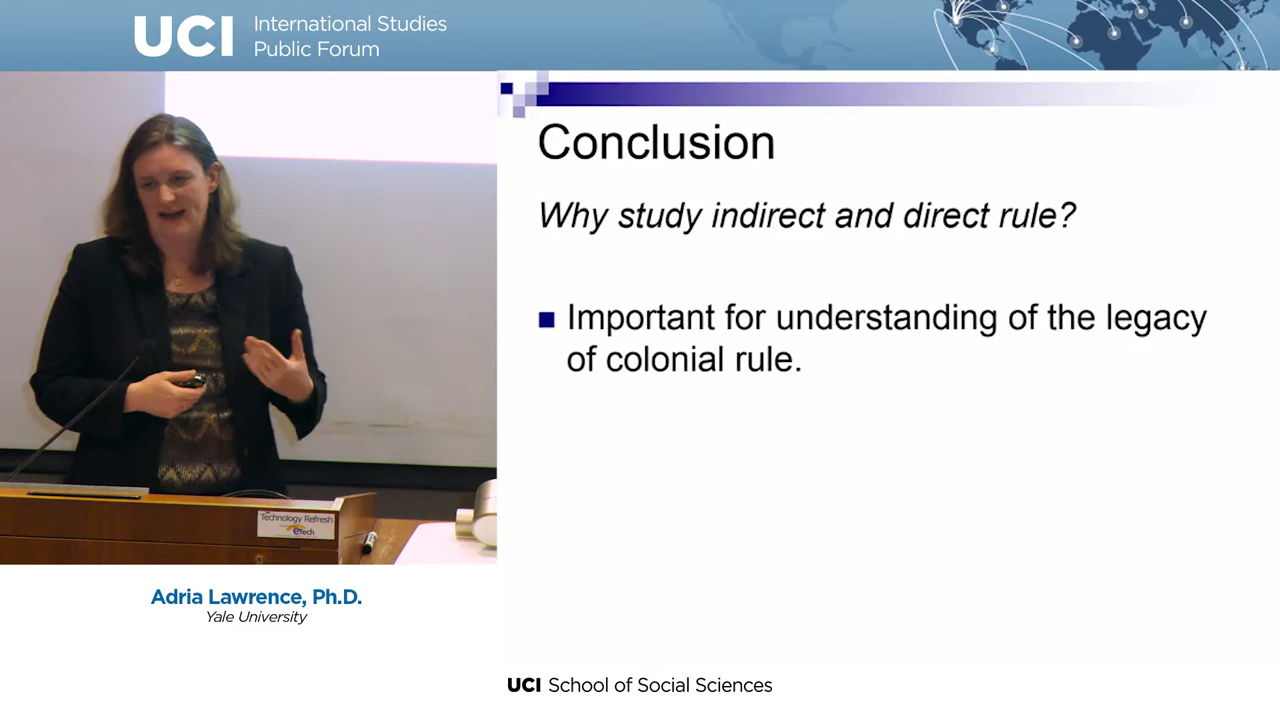 UCI International Studies
Public Forum
Conclusion
Why study indirect and direct rule?
Important for understanding of the legacy
of colonial rule.
Technology Refresh
eTech
Adria Lawrence, Ph.D.
Yale University
UCI School of Social Sciences